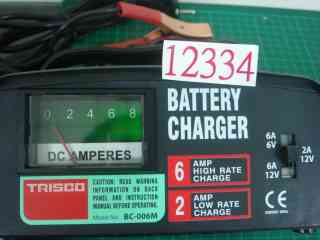 12334
0 2 4 6 8
DC AMPERES
BATTERY
CHARGER
TRISCO
CAUTION: READ WARNING
INFORMATION ON BACK
PANEL AND INSTRUCTION
MANUAL BEFORE OPERATING.
Model No. BC-006M
6 AMP
HIGH RATE
CHARGE
2 AMP
LOW RATE
CHARGE
6A
6V
2A
12V
6A
12V